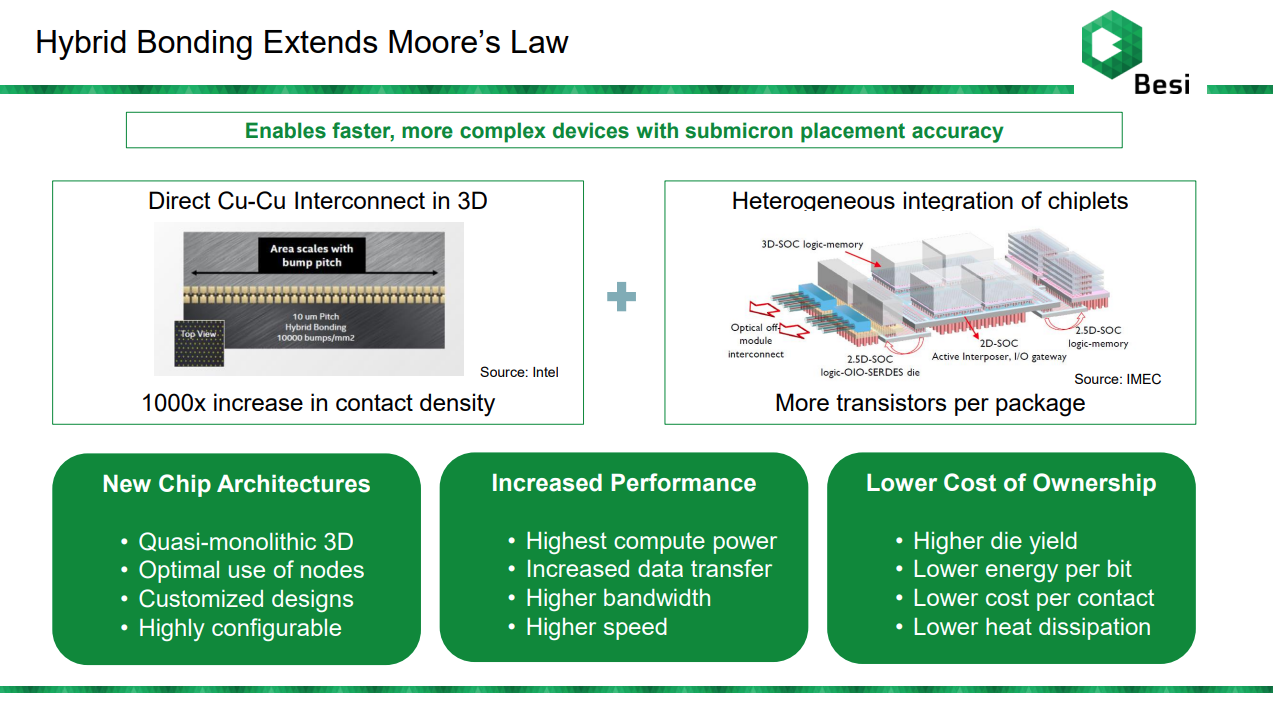 Hybrid Bonding Extends Moore's Law
Besi
Enables faster, more complex devices with submicron placement accuracy
Direct Cu-Cu Interconnect in 3D
Area scales with
bump pitch
10 um Pitch
Hybrid Bonding
10000 bumps/mm2
Top View
Source: Intel
1000x increase in contact density
Heterogeneous integration of chiplets
3D-SOC logic-memory
Optical off-
module
interconnect
2.5D-SOC
logic-OIO-SERDES die
2D-SOC
Active Interposer, I/O gateway
2.5D-SOC
logic-memory
Source: IMEC
More transistors per package
New Chip Architectures
• Quasi-monolithic 3D
• Optimal use of nodes
• Customized designs
• Highly configurable
Increased Performance
• Highest compute power
• Increased data transfer
• Higher bandwidth
• Higher speed
Lower Cost of Ownership
• Higher die yield
• Lower energy per bit
• Lower cost per contact
• Lower heat dissipation